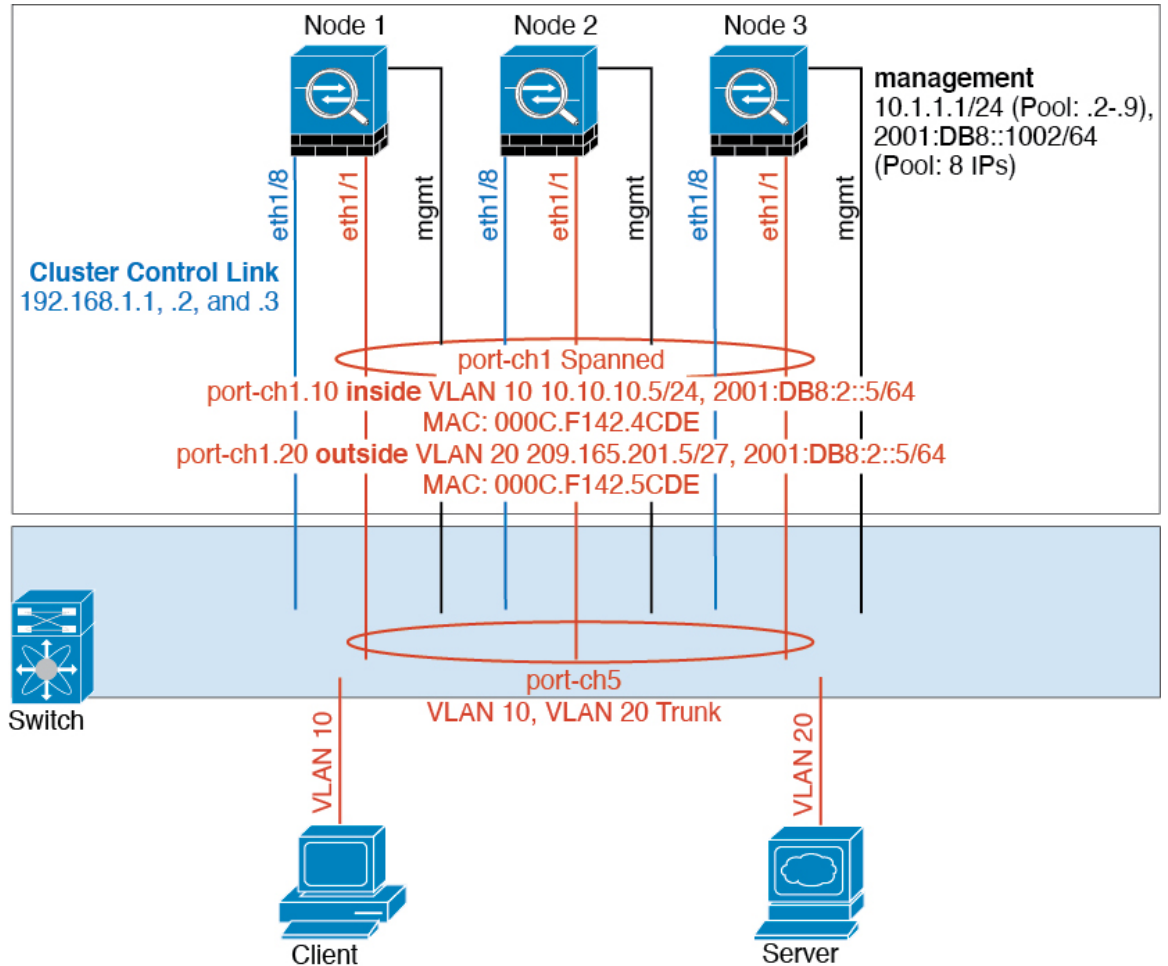 Node 1
Node 2
Node 3
management
10.1.1.1/24 (Pool: .2-.9),
2001:DB8::1002/64
(Pool: 8 IPs)
eth1/8
eth1/1
mgmt
eth1/8
eth1/1
mgmt
eth1/8
eth1/1
mgmt
Cluster Control Link
192.168.1.1, .2, and .3
port-ch1 Spanned
port-ch1.10 inside VLAN 10 10.10.10.5/24, 2001:DB8:2::5/64
MAC: 000C.F142.4CDE
port-ch1.20 outside VLAN 20 209.165.201.5/27, 2001:DB8:2::5/64
MAC: 000C.F142.5CDE
port-ch5
VLAN 10, VLAN 20 Trunk
Switch
VLAN 10
VLAN 20
Client
Server